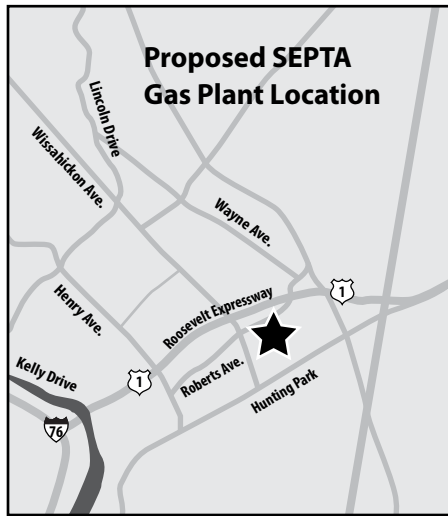 Proposed SEPTA
Gas Plant Location
Lincoln Drive
Wissahickon Ave.
Wayne Ave.
Henry Ave.
Roosevelt Expressway
1
Kelly Drive
1
Roberts Ave.
Hunting Park
76